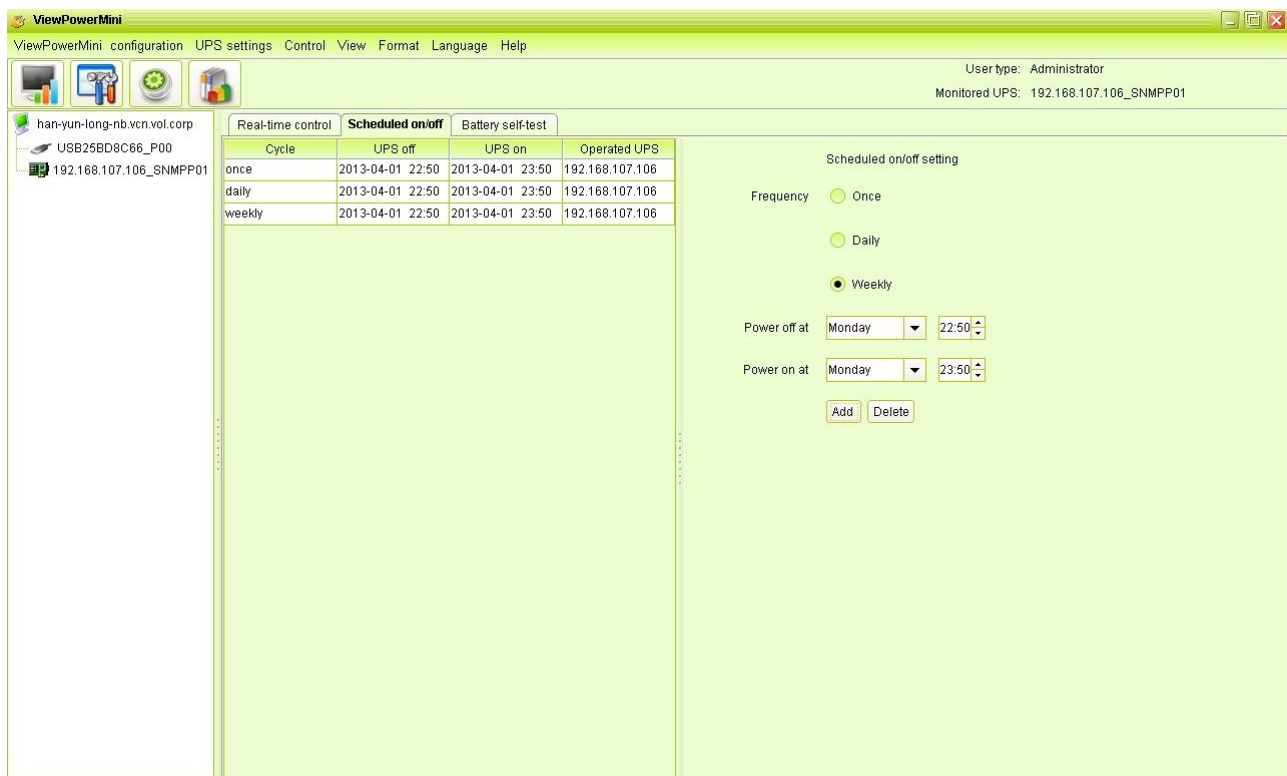 ViewPowerMini
ViewPowerMini configuration UPS settings Control View Format Language Help
User type: Administrator
Monitored UPS: 192.168.107.106_SNMPP01
han-yun-long-nb.vcn.vol.corp
USB25BD8C66_P00
192.168.107.106_SNMPP01
Real-time control Scheduled on/off Battery self-test
Cycle UPS off UPS on Operated UPS
once 2013-04-01 22:50 2013-04-01 23:50 192.168.107.106
daily 2013-04-01 22:50 2013-04-01 23:50 192.168.107.106
weekly 2013-04-01 22:50 2013-04-01 23:50 192.168.107.106
Scheduled on/off setting
Frequency Once
Daily
Weekly
Power off at Monday 22:50
Power on at Monday 23:50
Add Delete